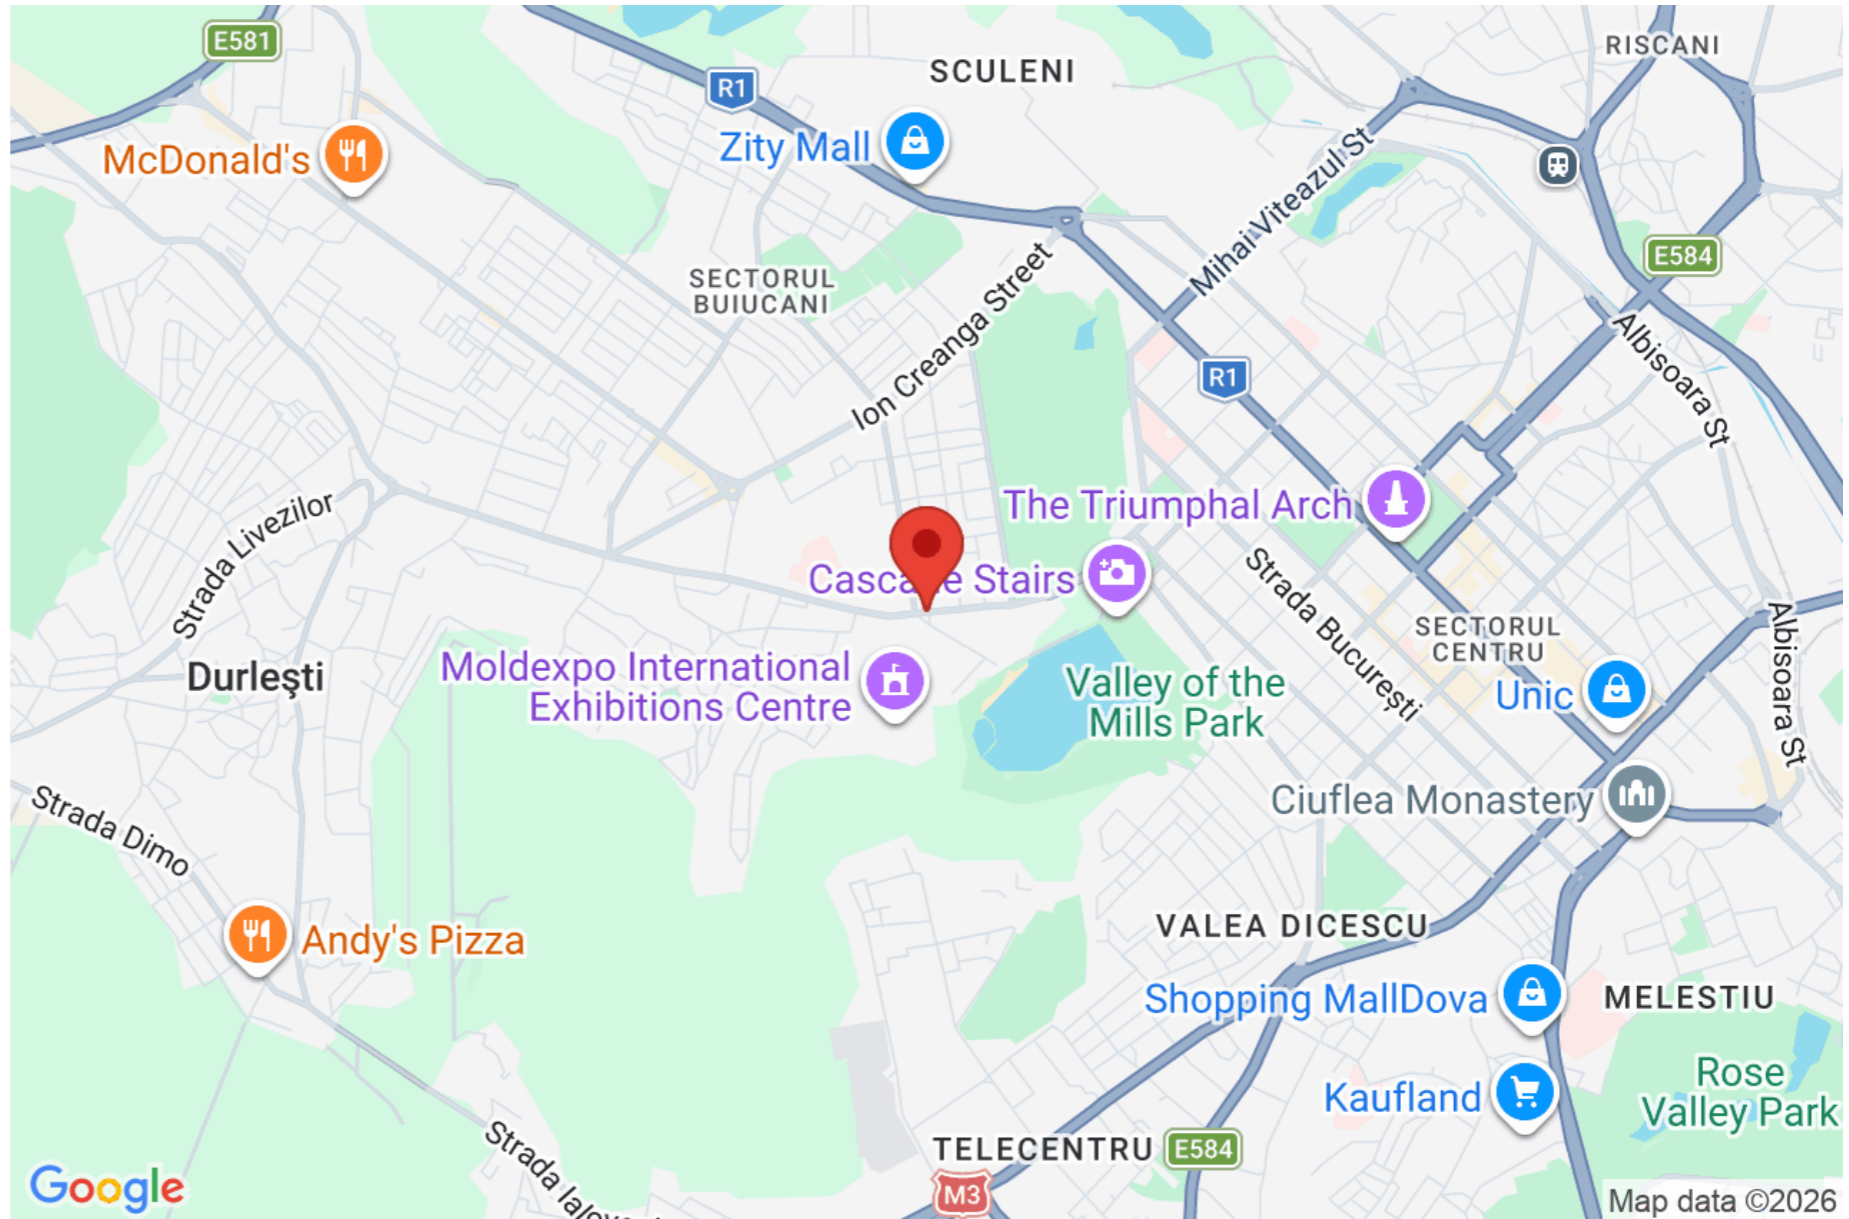 E581
RISCANI
SCULENI
R1
McDonald's
Zity Mall
Mihai Viteazul St
E584
SECTORUL
BUIUCANI
Ion Creanga Street
Albisoara St
R1
Strada Livezilor
The Triumphal Arch
Cascade Stairs
Strada București
Albisoara St
SECTORUL
CENTRU
Durleşti
Moldexpo International
Exhibitions Centre
Valley of the
Mills Park
Unic
Strada Dimo
Ciuflea Monastery
Andy's Pizza
VALEA DICESCU
Shopping MallDova
MELESTIU
Kaufland
Rose
Valley Park
Strada
TELECENTRU
E584
M3
Google
Map data ©2026